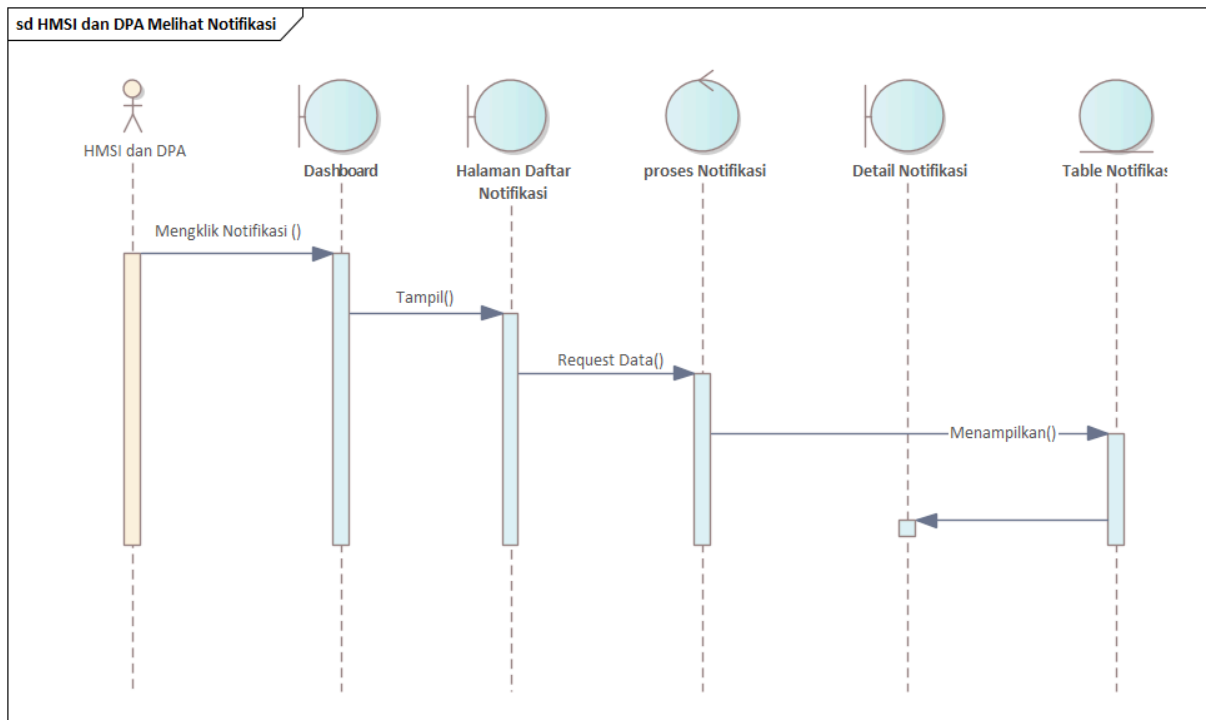 sd HMSI dan DPA Melihat Notifikasi
HMSI dan DPA
Dashboard
Halaman Daftar
Notifikasi
proses Notifikasi
Detail Notifikasi
Table Notifikas
Mengklik Notifikasi ()
Tampil()
Request Data()
Menampilkan()